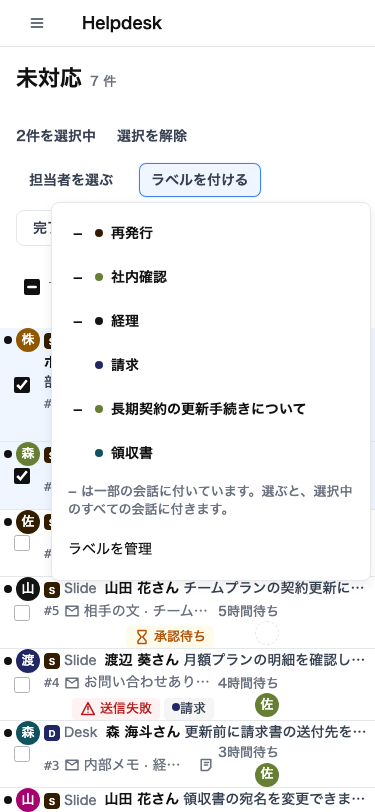 Helpdesk
未対応 7 件
2件を選択中 選択を解除
担当者を選ぶ ラベルを付ける
– 再発行
– 社内確認
– 経理
請求
– 長期契約の更新手続きについて
領収書
– は一部の会話に付いています。選ぶと、選択中
のすべての会話に付きます。
ラベルを管理
株
森
佐
山 S Slide 山田 花さん チームプランの契約更新に…
#5 相手の文 · チーム… 5時間待ち
承認待ち
渡 S Slide 渡辺 葵さん 月額プランの明細を確認し…
#4 お問い合わせあり… 4時間待ち
送信失敗 請求 佐
森 D Desk 森 海斗さん 更新前に請求書の送付先を…
3時間待ち
#3 内部メモ · 経…
佐
山 S Slide 山田 花さん 領収書の宛名を変更できま…